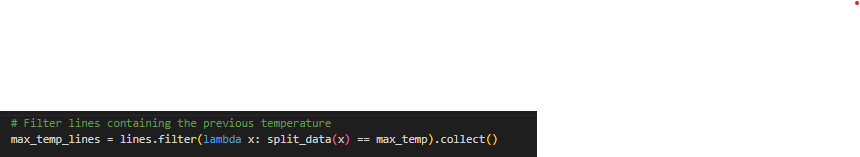 # Filter lines containing the previous temperature
max_temp_lines = lines.filter(lambda x: split_data(x) == max_temp).collect()